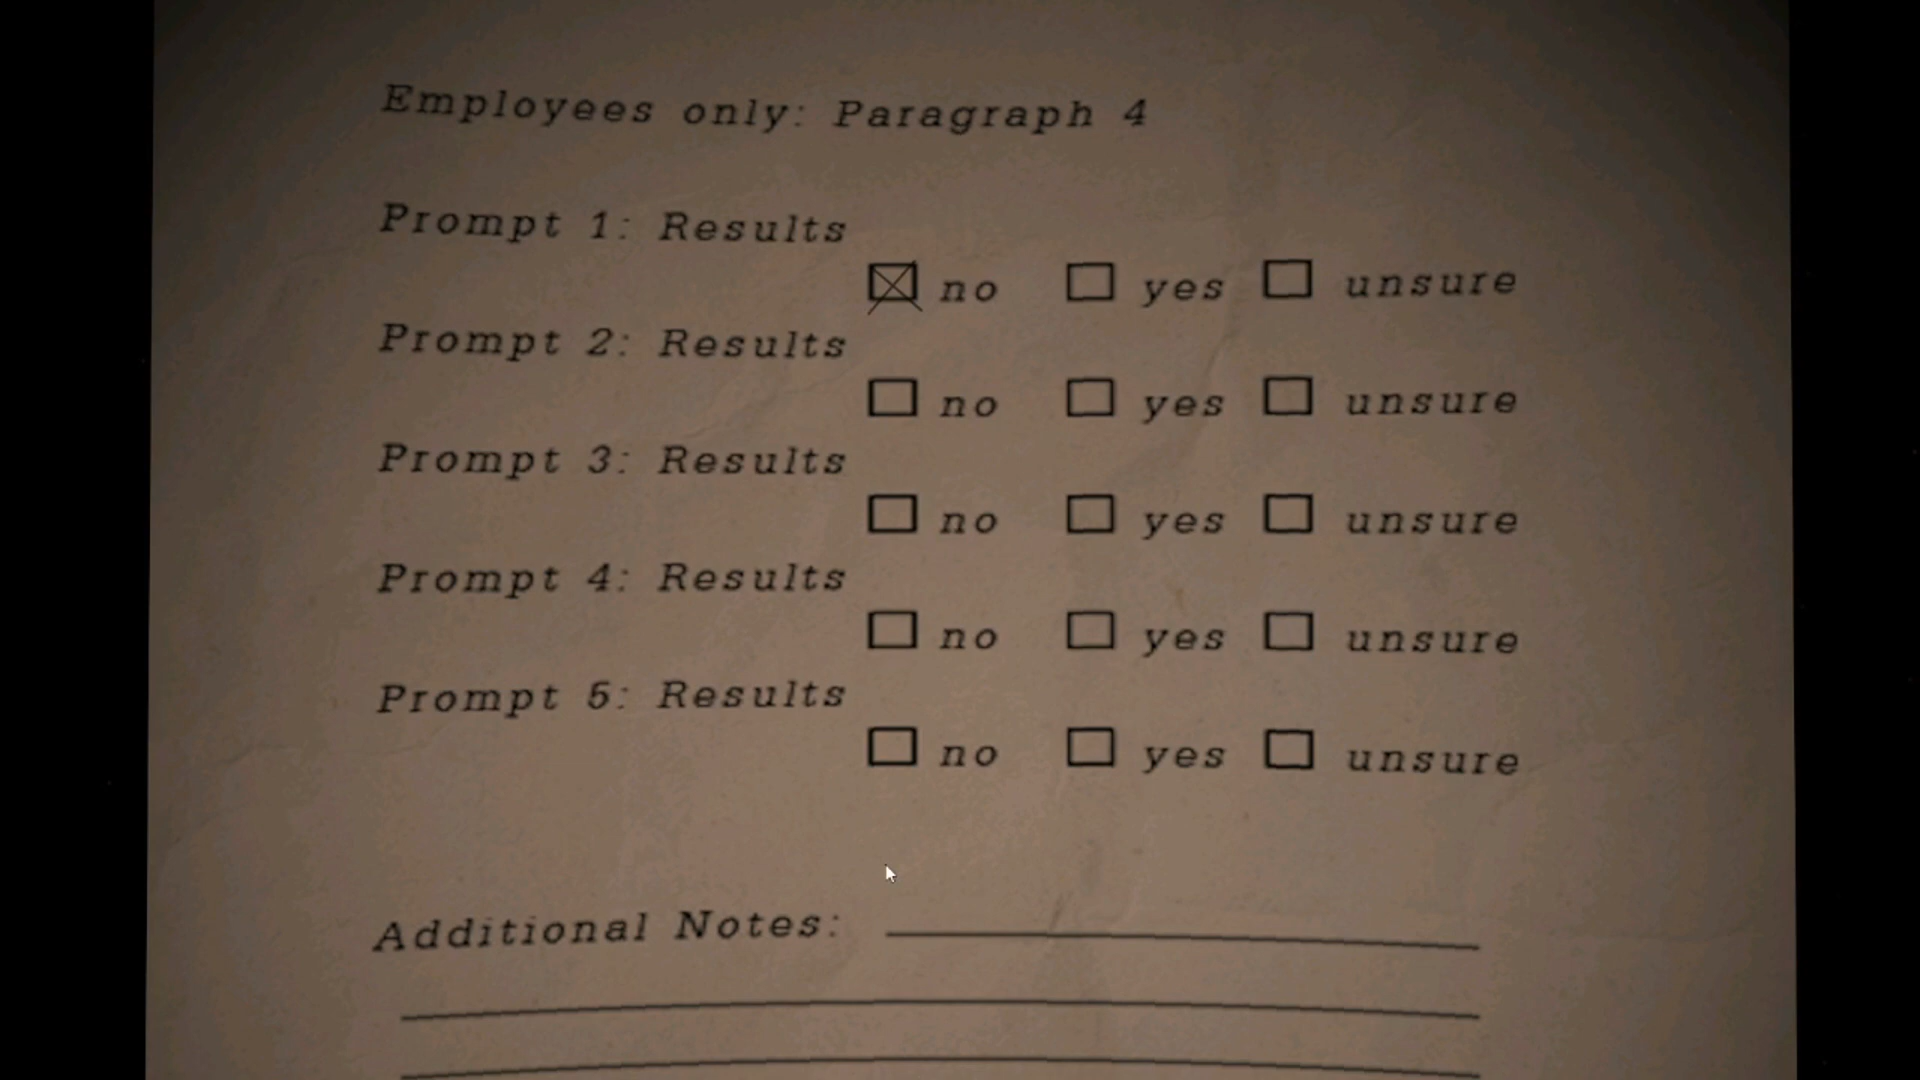 Employees only: Paragraph 4
Prompt 1: Results
no yes unsure
Prompt 2: Results
no yes unsure
Prompt 3: Results
no yes unsure
Prompt 4: Results
no yes unsure
Prompt 5: Results
no yes unsure
Additional Notes: